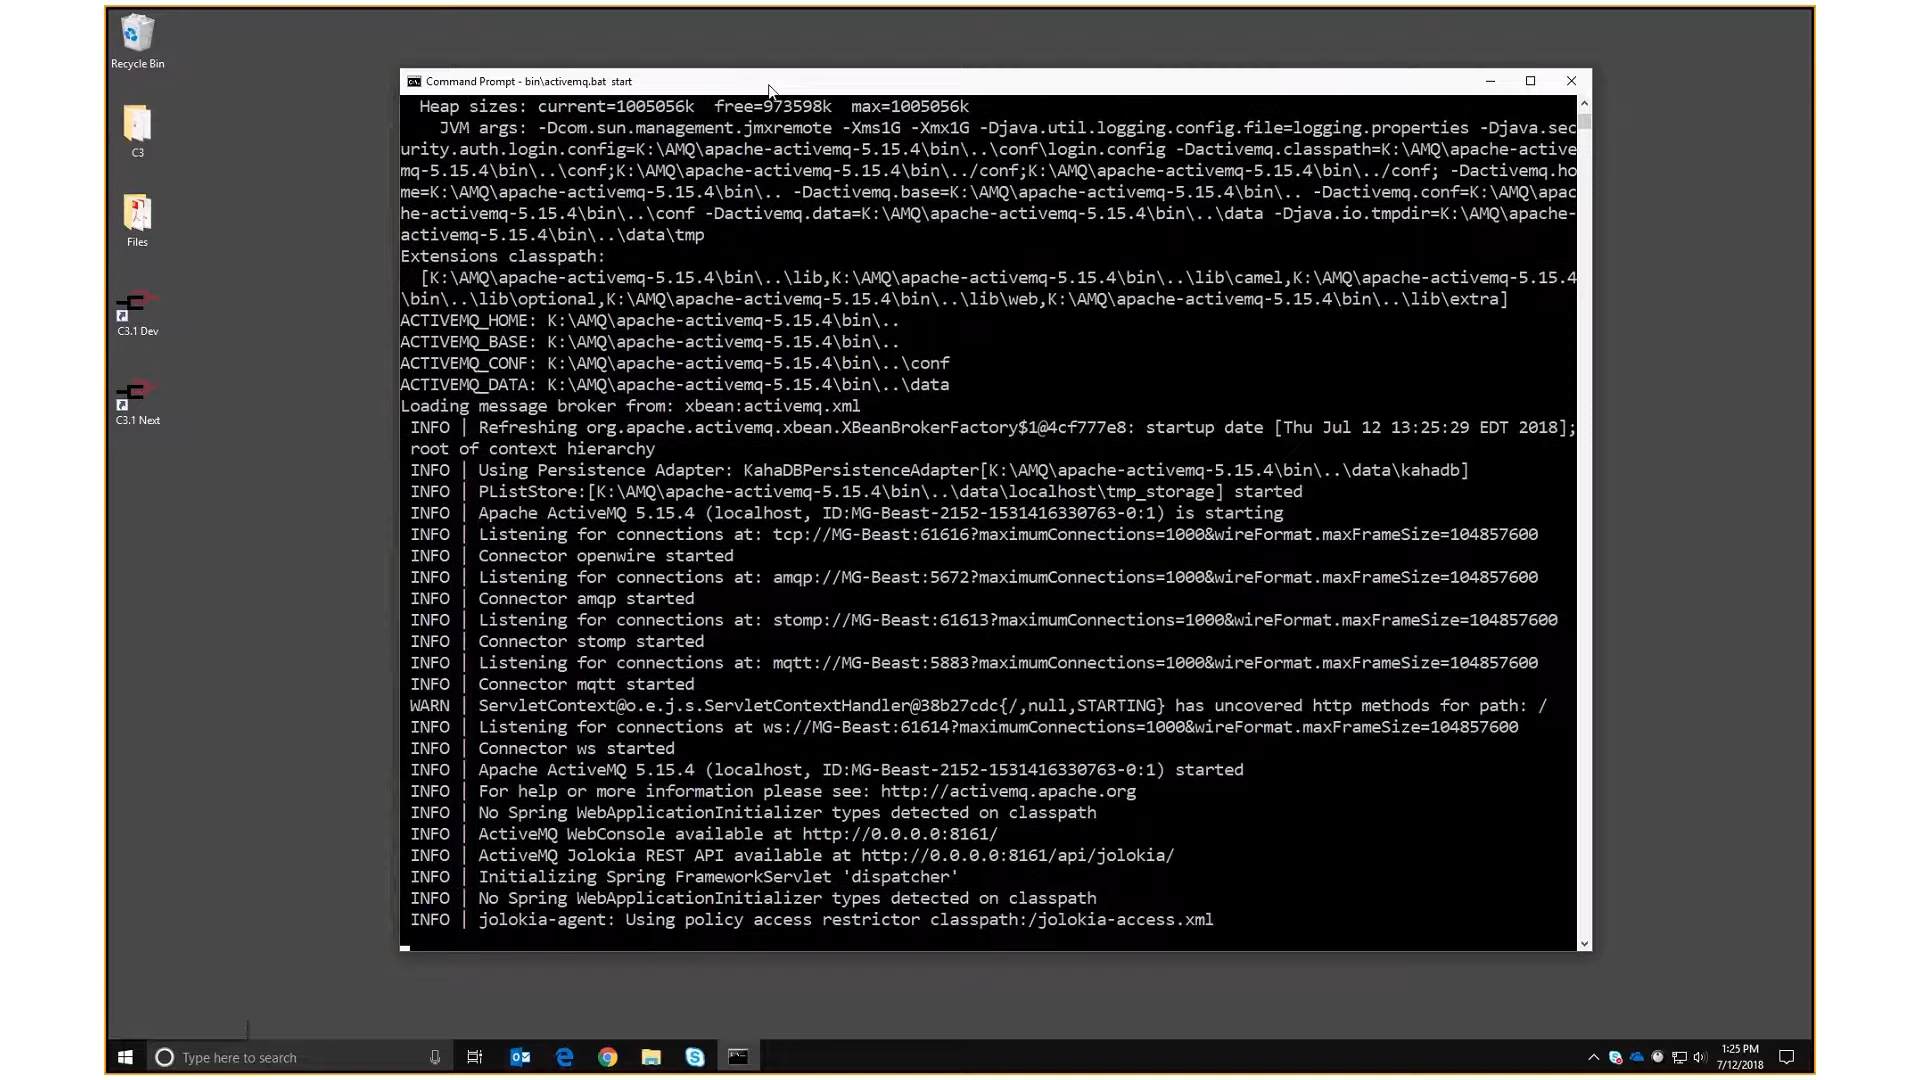 Recycle Bin
C3
Files
C3.1 Dev
C3.1 Next
Command Prompt - bin\activemq.bat start
Heap sizes: current=1005056k  free=973598k  max=1005056k
JVM args: -Dcom.sun.management.jmxremote -Xms1G -Xmx1G -Djava.util.logging.config.file=logging.properties -Djava.sec
urity.auth.login.config=K:\AMQ\apache-activemq-5.15.4\bin\..\conf\login.config -Dactivemq.classpath=K:\AMQ\apache-active
mq-5.15.4\bin\..\conf;K:\AMQ\apache-activemq-5.15.4\bin\../conf;K:\AMQ\apache-activemq-5.15.4\bin\../conf; -Dactivemq.ho
me=K:\AMQ\apache-activemq-5.15.4\bin\.. -Dactivemq.base=K:\AMQ\apache-activemq-5.15.4\bin\.. -Dactivemq.conf=K:\AMQ\apac
he-activemq-5.15.4\bin\..\conf -Dactivemq.data=K:\AMQ\apache-activemq-5.15.4\bin\..\data -Djava.io.tmpdir=K:\AMQ\apache-
activemq-5.15.4\bin\..\data\tmp
Extensions classpath:
[K:\AMQ\apache-activemq-5.15.4\bin\..\lib,K:\AMQ\apache-activemq-5.15.4\bin\..\lib\camel,K:\AMQ\apache-activemq-5.15.4
\bin\..\lib\optional,K:\AMQ\apache-activemq-5.15.4\bin\..\lib\web,K:\AMQ\apache-activemq-5.15.4\bin\..\lib\extra]
ACTIVEMQ_HOME: K:\AMQ\apache-activemq-5.15.4\bin\..
ACTIVEMQ_BASE: K:\AMQ\apache-activemq-5.15.4\bin\..
ACTIVEMQ_CONF: K:\AMQ\apache-activemq-5.15.4\bin\..\conf
ACTIVEMQ_DATA: K:\AMQ\apache-activemq-5.15.4\bin\..\data
Loading message broker from: xbean:activemq.xml
INFO | Refreshing org.apache.activemq.xbean.XBeanBrokerFactory$1@4cf777e8: startup date [Thu Jul 12 13:25:29 EDT 2018];
root of context hierarchy
INFO | Using Persistence Adapter: KahaDBPersistenceAdapter[K:\AMQ\apache-activemq-5.15.4\bin\..\data\kahadb]
INFO | PListStore:[K:\AMQ\apache-activemq-5.15.4\bin\..\data\localhost\tmp_storage] started
INFO | Apache ActiveMQ 5.15.4 (localhost, ID:MG-Beast-2152-1531416330763-0:1) is starting
INFO | Listening for connections at: tcp://MG-Beast:61616?maximumConnections=1000&wireFormat.maxFrameSize=104857600
INFO | Connector openwire started
INFO | Listening for connections at: amqp://MG-Beast:5672?maximumConnections=1000&wireFormat.maxFrameSize=104857600
INFO | Connector amqp started
INFO | Listening for connections at: stomp://MG-Beast:61613?maximumConnections=1000&wireFormat.maxFrameSize=104857600
INFO | Connector stomp started
INFO | Listening for connections at: mqtt://MG-Beast:5883?maximumConnections=1000&wireFormat.maxFrameSize=104857600
INFO | Connector mqtt started
WARN | ServletContext@o.e.j.s.ServletContextHandler@38b27cdc{/,null,STARTING} has uncovered http methods for path: /
INFO | Listening for connections at ws://MG-Beast:61614?maximumConnections=1000&wireFormat.maxFrameSize=104857600
INFO | Connector ws started
INFO | Apache ActiveMQ 5.15.4 (localhost, ID:MG-Beast-2152-1531416330763-0:1) started
INFO | For help or more information please see: http://activemq.apache.org
INFO | No Spring WebApplicationInitializer types detected on classpath
INFO | ActiveMQ WebConsole available at http://0.0.0.0:8161/
INFO | ActiveMQ Jolokia REST API available at http://0.0.0.0:8161/api/jolokia/
INFO | Initializing Spring FrameworkServlet 'dispatcher'
INFO | No Spring WebApplicationInitializer types detected on classpath
INFO | jolokia-agent: Using policy access restrictor classpath:/jolokia-access.xml
Type here to search
1:25 PM
7/12/2018